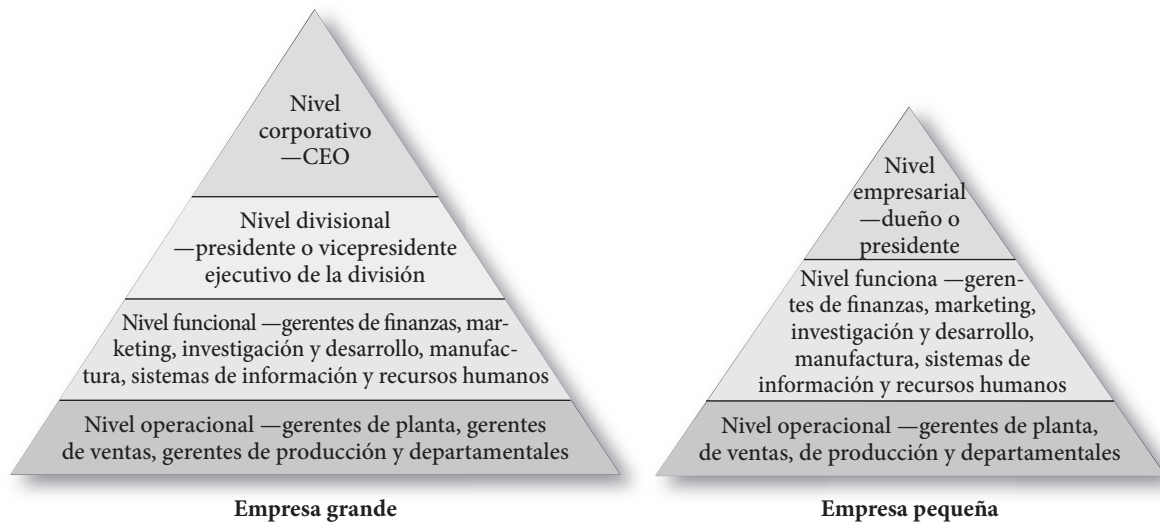 Nivel
corporativo
—CEO
Nivel divisional
—presidente o vicepresidente
ejecutivo de la división
Nivel funcional —gerentes de finanzas, mar-
keting, investigación y desarrollo, manufac-
tura, sistemas de información y recursos humanos
Nivel operacional —gerentes de planta, gerentes
de ventas, gerentes de producción y departamentales
Empresa grande
Nivel
empresarial
—dueño o
presidente
Nivel funciona —geren-
tes de finanzas, marketing,
investigación y desarrollo,
manufactura, sistemas de
información y recursos humanos
Nivel operacional —gerentes de planta,
de ventas, de producción y departamentales
Empresa pequeña